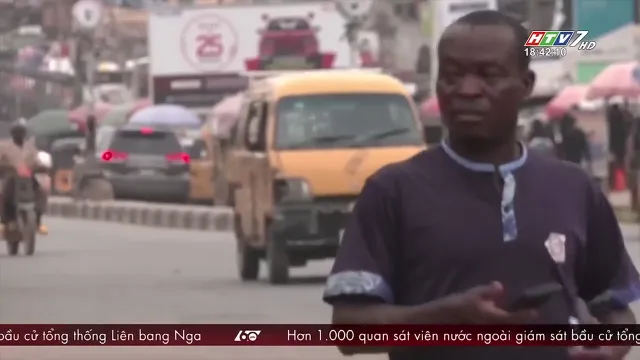 HTV7 HD
18:42:10
25
bầu cử tổng thống Liên bang Nga 60 Hơn 1.000 quan sát viên nước ngoài giám sát bầu cử tổng